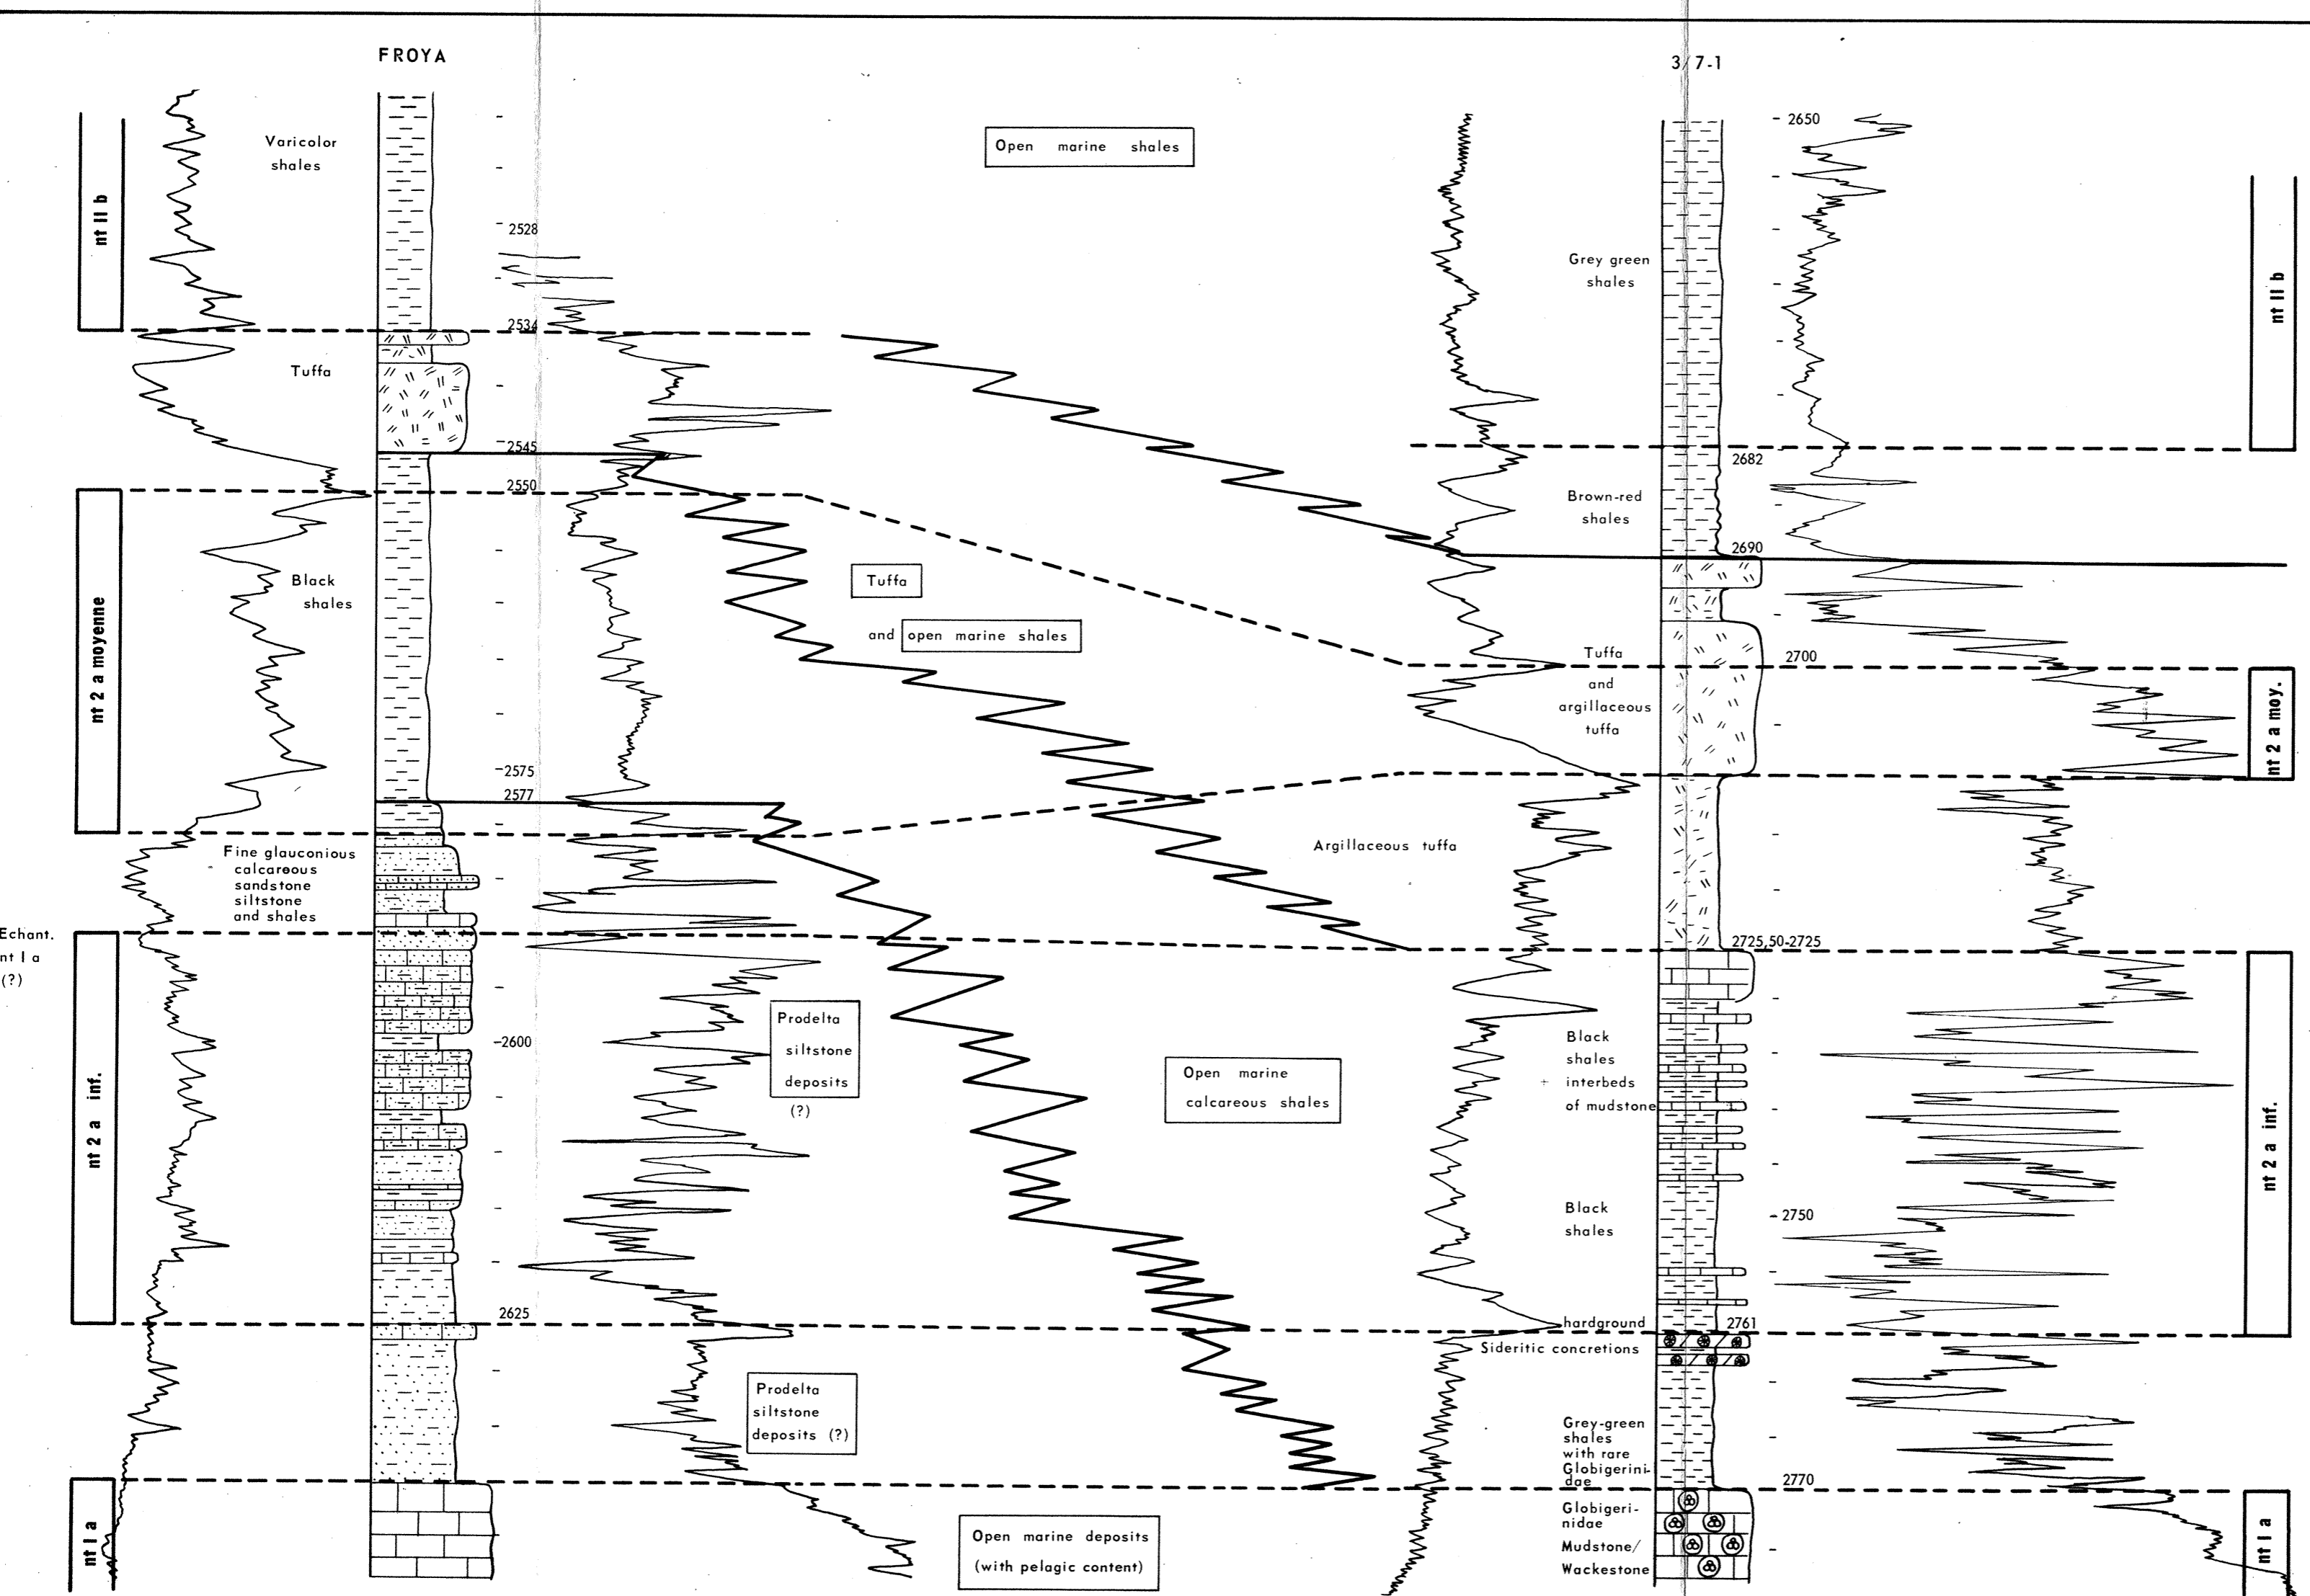 FROYA
3/7-1
nt II b
Varicolor
shales
2528
2534
Tuffa
2545
2550
nt 2 a moyenne
Black
shales
2575
2577
Fine glauconious
calcareous
sandstone
siltstone
and shales
Echant.
nt I a
(?)
nt 2 a inf.
2600
2625
nt I a
Open marine shales
Tuffa
and open marine shales
Prodelta
siltstone
deposits
(?)
Open marine
calcareous shales
Prodelta
siltstone
deposits (?)
Open marine deposits
(with pelagic content)
2650
Grey green
shales
2682
Brown-red
shales
2690
Tuffa
and
argillaceous
tuffa
2700
Argillaceous tuffa
2725,50-2725
Black
shales
interbeds
of mudstone
Black
shales
2750
hardground
2761
Sideritic concretions
Grey-green
shales
with rare
Globigerini-
dae
2770
Globigeri-
nidae
Mudstone/
Wackestone
nt II b
nt 2 a moy.
nt 2 a inf.
nt I a